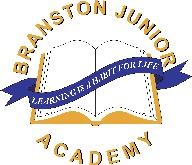 BRANSTON JUNIOR
LEARNING IS A HABIT FOR LIFE
ACADEMY